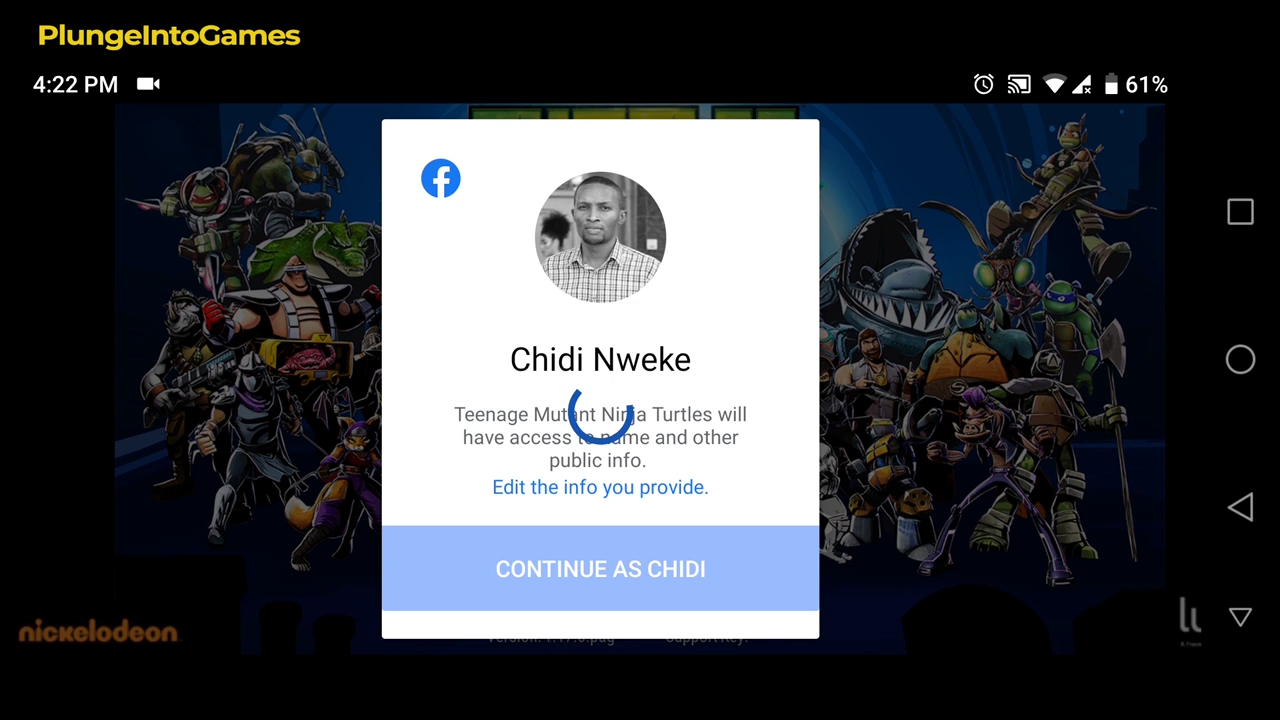 PlungeIntoGames
4:22 PM
61%
Chidi Nweke
Teenage Mutant Ninja Turtles will
have access to name and other
public info.
Edit the info you provide.
CONTINUE AS CHIDI
nickelodeon